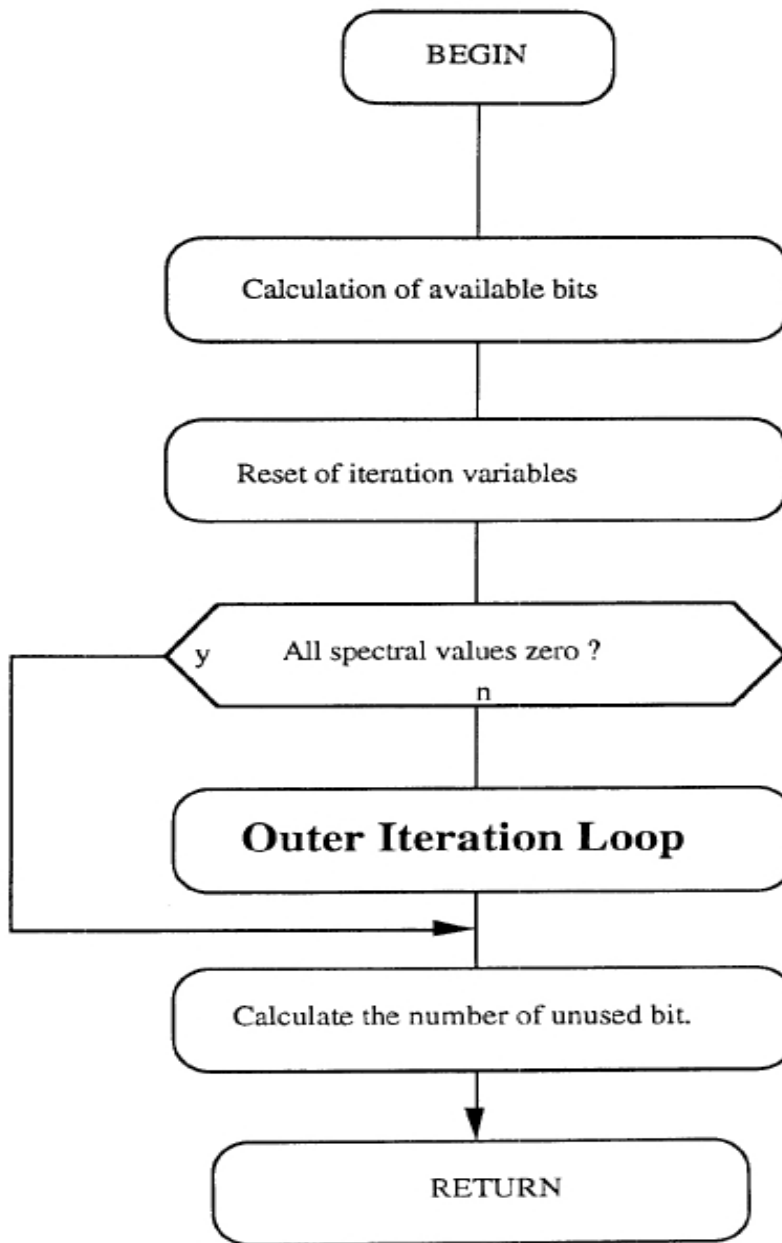 BEGIN
Calculation of available bits
Reset of iteration variables
y All spectral values zero ?
n
Outer Iteration Loop
Calculate the number of unused bit.
RETURN